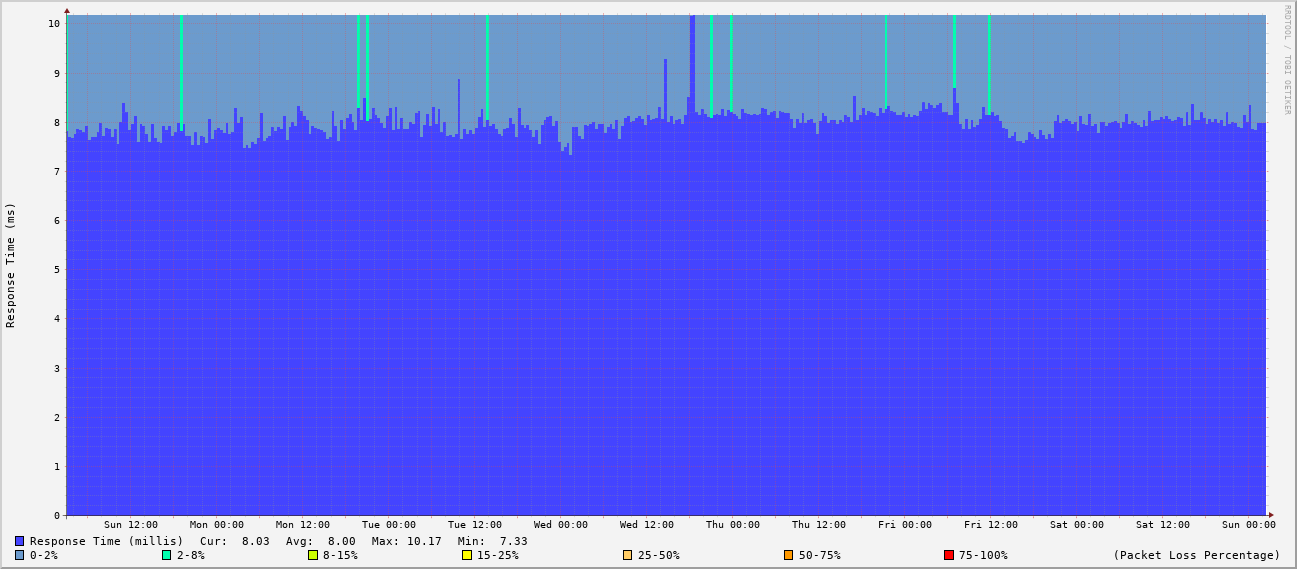 RRDTOOL / TOBI OETIKER
Response Time (ms)
10
9
8
7
6
5
4
3
2
1
0
Sun 12:00 Mon 00:00 Mon 12:00 Tue 00:00 Tue 12:00 Wed 00:00 Wed 12:00 Thu 00:00 Thu 12:00 Fri 00:00 Fri 12:00 Sat 00:00 Sat 12:00 Sun 00:00
Response Time (millis) Cur: 8.03 Avg: 8.00 Max: 10.17 Min: 7.33
0-2% 2-8% 8-15% 15-25% 25-50% 50-75% 75-100% (Packet Loss Percentage)